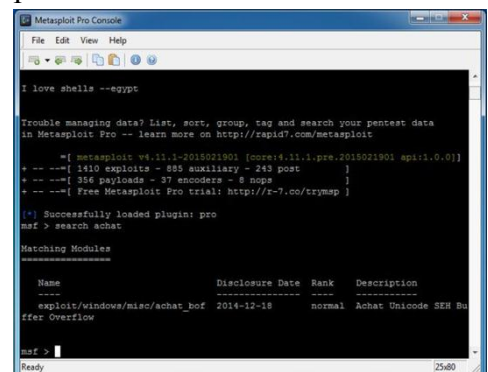 Metasploit Pro Console
File Edit View Help
I love shells --egypt
Trouble managing data? List, sort, group, tag and search your pentest data
in Metasploit Pro -- learn more on http://rapid7.com/metasploit
=[ metasploit v4.11.1-2015021901 [core:4.11.1.pre.2015021901 api:1.0.0]]
+ -- --=[ 1410 exploits - 885 auxiliary - 243 post ]
+ -- --=[ 356 payloads - 37 encoders - 8 nops ]
+ -- --=[ Free Metasploit Pro trial: http://r-7.co/trymsp ]
[*] Successfully loaded plugin: pro
msf > search achat
Matching Modules
================
Name Disclosure Date Rank Description
---- --------------- ---- -----------
exploit/windows/misc/achat_bof 2014-12-18 normal Achat Unicode SEH Bu
ffer Overflow
msf >
Ready 25x80